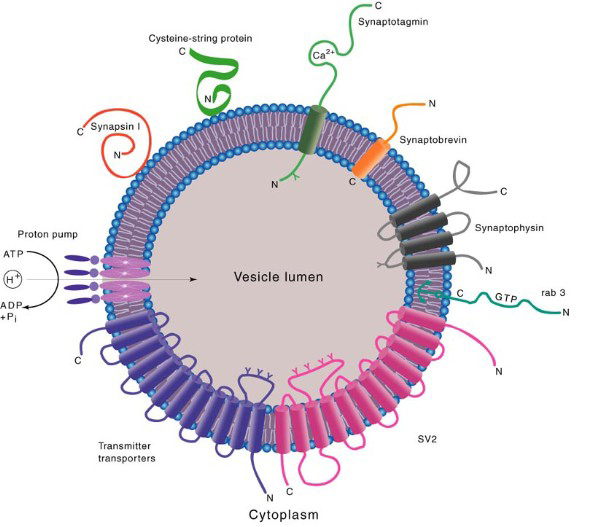 C
Synaptotagmin
Ca2+
Cysteine-string protein
C
N
N
Synaptobrevin
C
N
C
Synapsin I
N
C
Synaptophysin
N
Proton pump
ATP
H+
ADP
+Pi
Vesicle lumen
C
GTP
rab 3
N
C
N
SV2
Transmitter
transporters
N
C
Cytoplasm